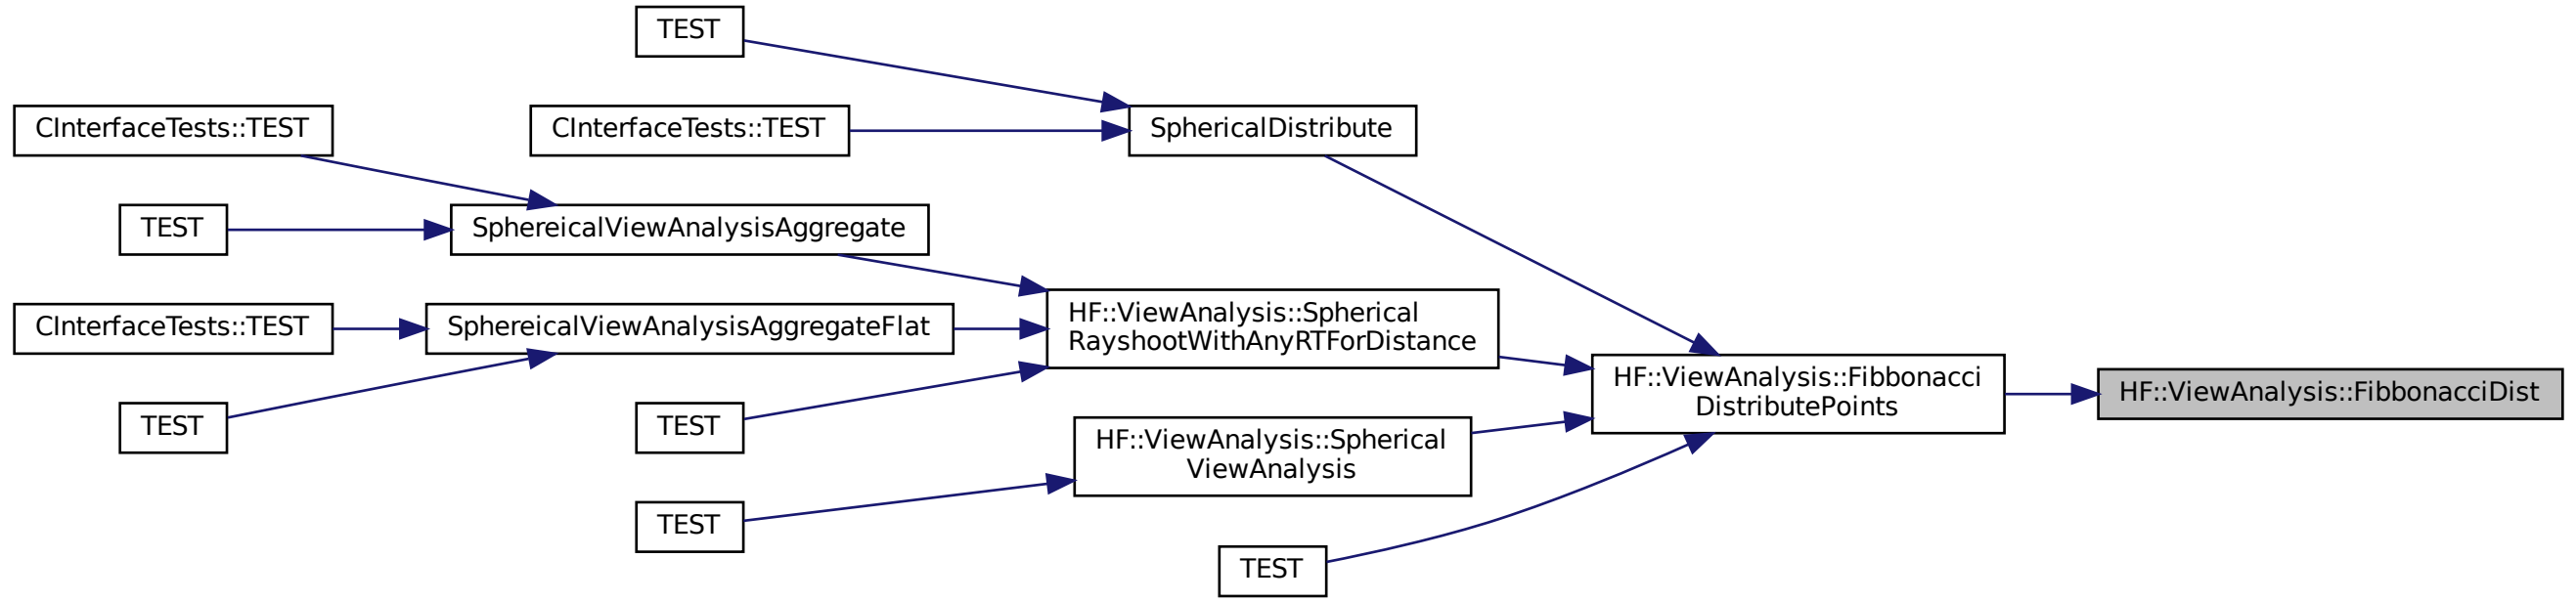 TEST
CInterfaceTests::TEST
CInterfaceTests::TEST
SphericalDistribute
TEST
SphereicalViewAnalysisAggregate
CInterfaceTests::TEST
SphereicalViewAnalysisAggregateFlat
HF::ViewAnalysis::Spherical
RayshootWithAnyRTForDistance
TEST
TEST
HF::ViewAnalysis::Fibbonacci
DistributePoints
HF::ViewAnalysis::FibbonacciDist
HF::ViewAnalysis::Spherical
ViewAnalysis
TEST
TEST